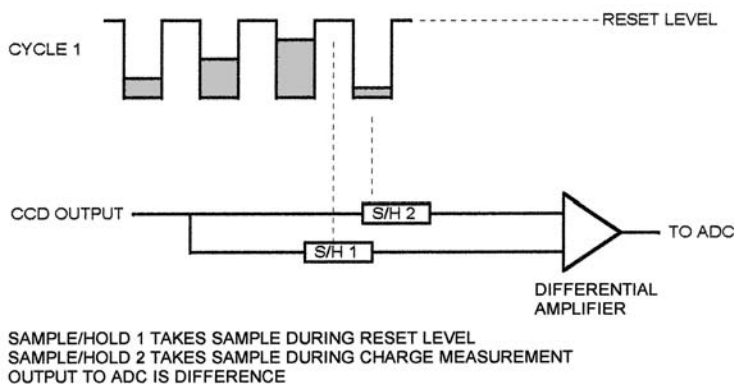 RESET LEVEL
CYCLE 1
CCD OUTPUT
S/H 2
S/H 1
TO ADC
DIFFERENTIAL
AMPLIFIER
SAMPLE/HOLD 1 TAKES SAMPLE DURING RESET LEVEL
SAMPLE/HOLD 2 TAKES SAMPLE DURING CHARGE MEASUREMENT
OUTPUT TO ADC IS DIFFERENCE